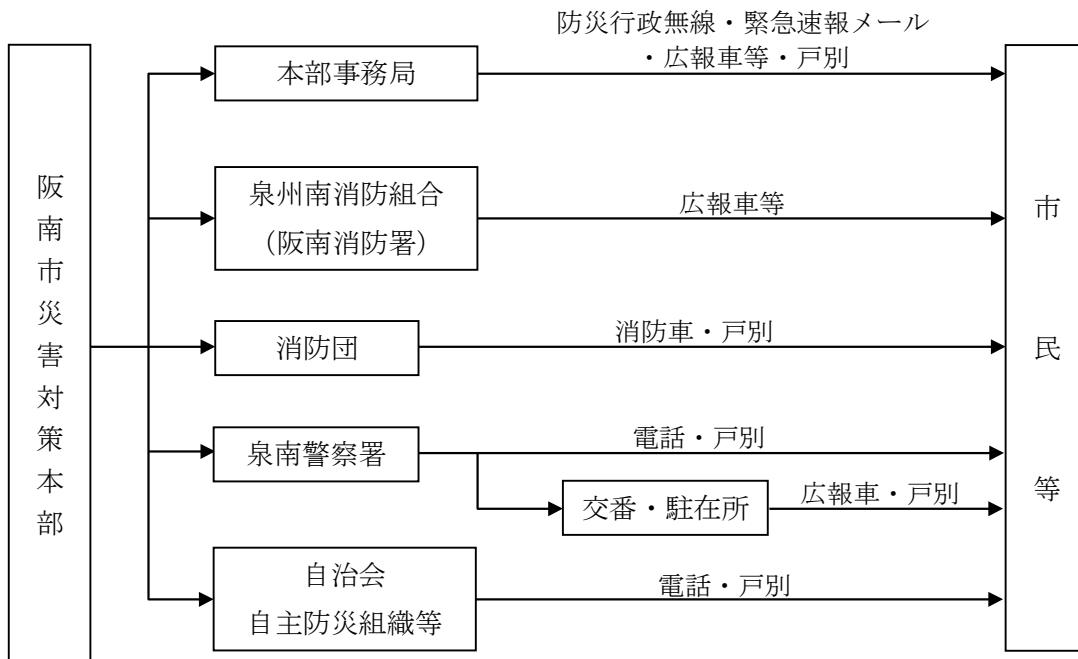 阪南市災害対策本部
防災行政無線・緊急速報メール
・広報車等・戸別
本部事務局
泉州南消防組合
（阪南消防署）
広報車等
消防団
消防車・戸別
泉南警察署
電話・戸別
交番・駐在所
広報車・戸別
自治会
自主防災組織等
電話・戸別
市民等